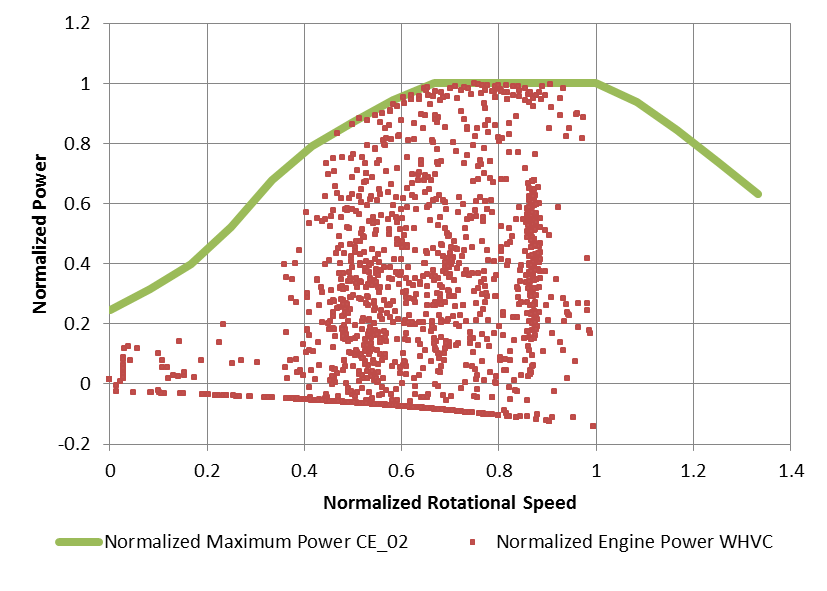 1.2
1
0.8
0.6
0.4
0.2
0
-0.2
Normalized Power
0 0.2 0.4 0.6 0.8 1 1.2 1.4
Normalized Rotational Speed
Normalized Maximum Power CE_02 Normalized Engine Power WHVC